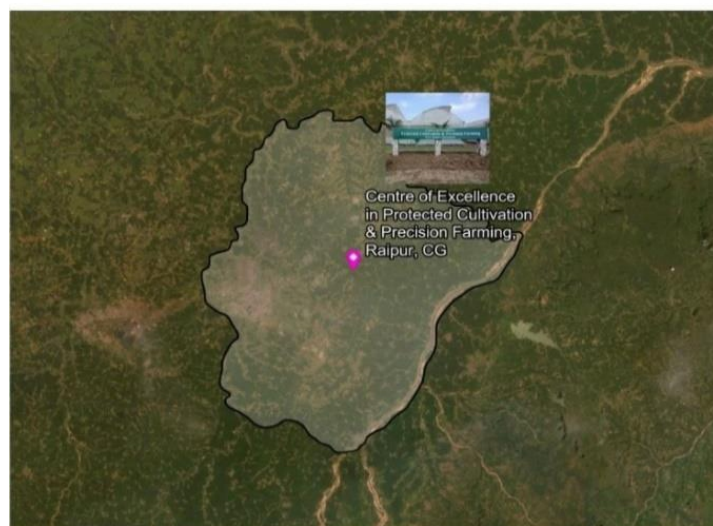 Centre of Excellence
in Protected Cultivation
& Precision Farming,
Raipur, CG